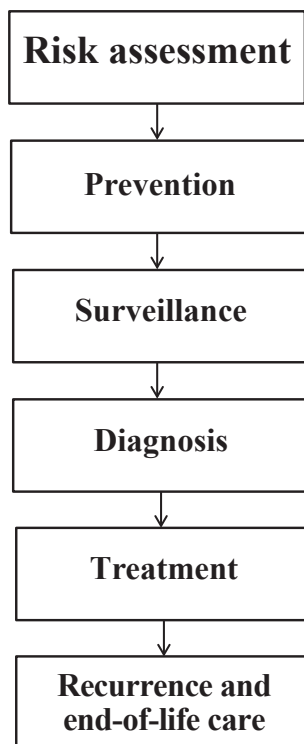 Risk assessment
Prevention
Surveillance
Diagnosis
Treatment
Recurrence and
end-of-life care